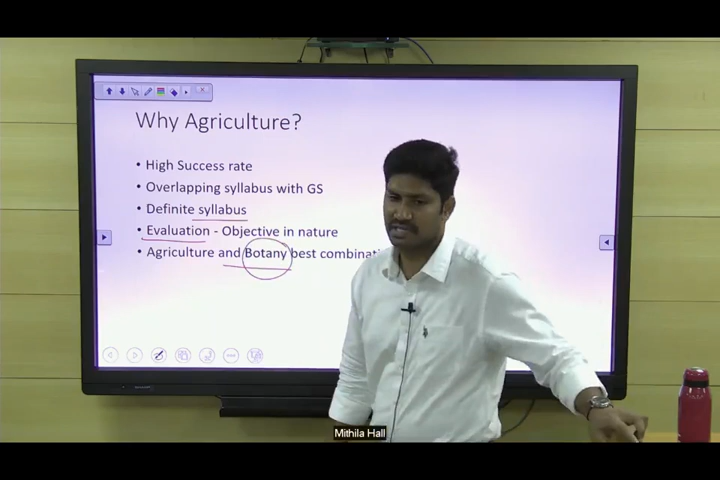 Why Agriculture?
• High Success rate
• Overlapping syllabus with GS
• Definite syllabus
• Evaluation - Objective in nature
• Agriculture and Botany best
Mithila Hall